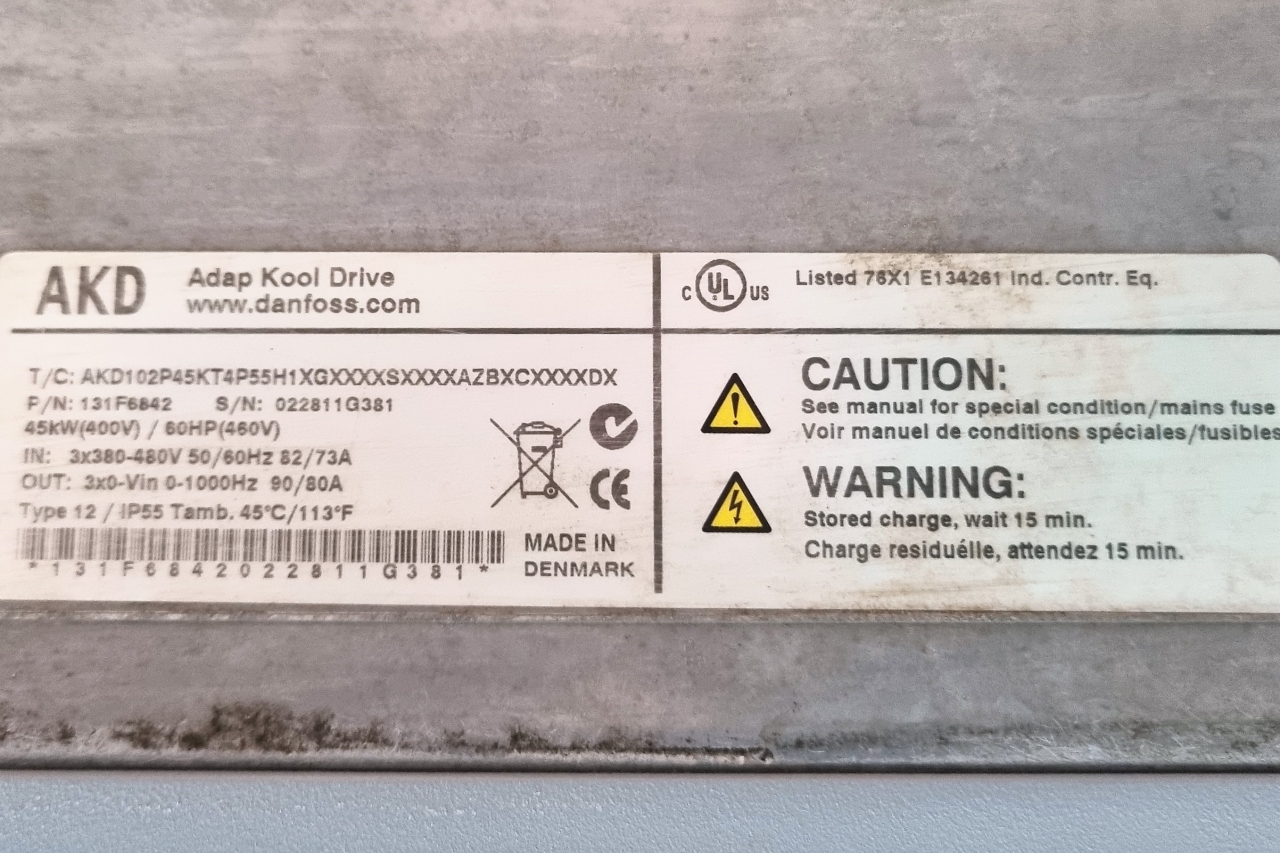 AKD
Adap Kool Drive
www.danfoss.com
T/C: AKD102P45KT4P55H1XGXXXXSXXXXAZBXCXXXXDX
P/N: 131F6842 S/N: 022811G381
45kW(400V) / 60HP(460V)
IN: 3x380-480V 50/60Hz 82/73A
OUT: 3x0-Vin 0-1000Hz 90/80A
Type 12 / IP55 Tamb. 45°C/113°F
*131F6842022811G381*
MADE IN
DENMARK
CE
C UL US
Listed 76X1 E134261 Ind. Contr. Eq.
CAUTION:
See manual for special condition/mains fuse
Voir manuel de conditions spéciales/fusibles
WARNING:
Stored charge, wait 15 min.
Charge residuélle, attendez 15 min.